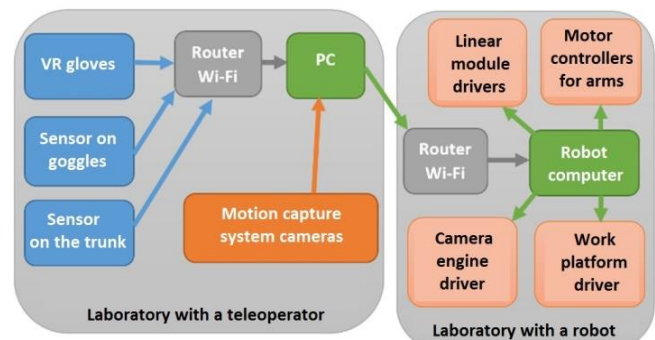 VR gloves
Router
Wi-Fi
PC
Sensor on
goggles
Sensor
on the trunk
Motion capture
system cameras
Laboratory with a teleoperator
Linear
module
drivers
Motor
controllers
for arms
Router
Wi-Fi
Robot
computer
Camera
engine
driver
Work
platform
driver
Laboratory with a robot